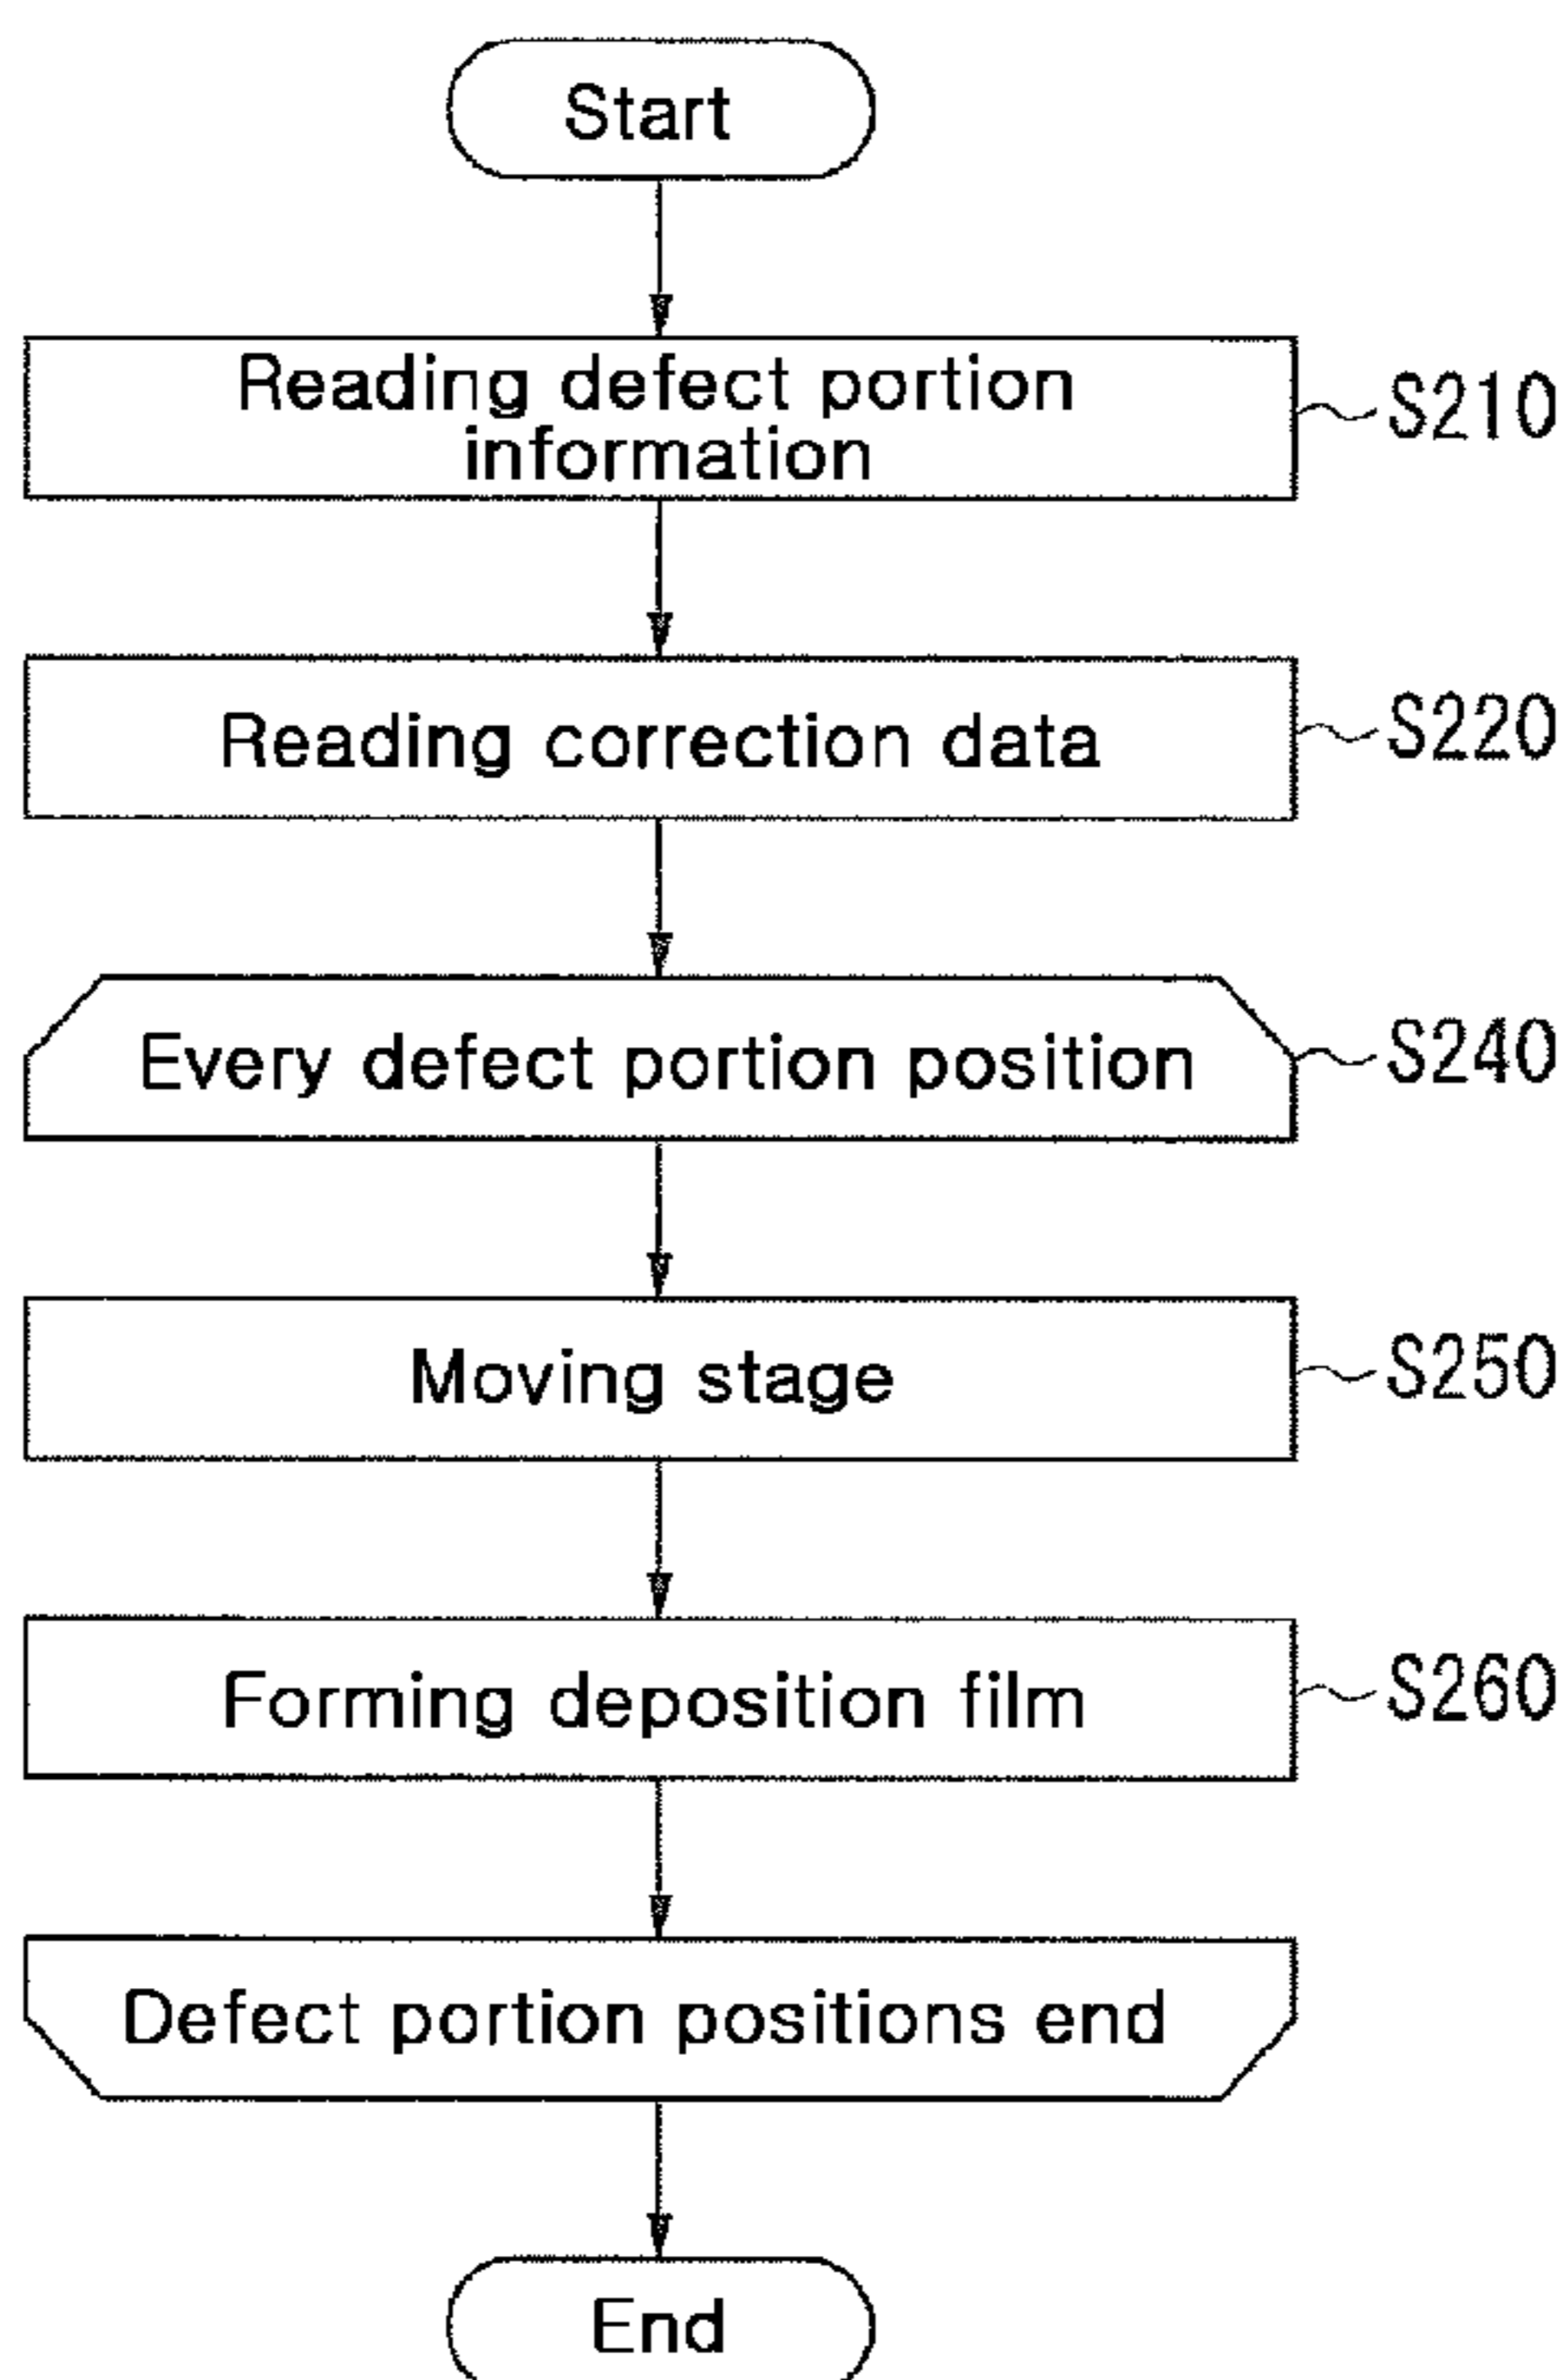 Start
Reading defect portion
information
S210
Reading correction data
S220
Every defect portion position
S240
Moving stage
S250
Forming deposition film
S260
Defect portion positions end
End